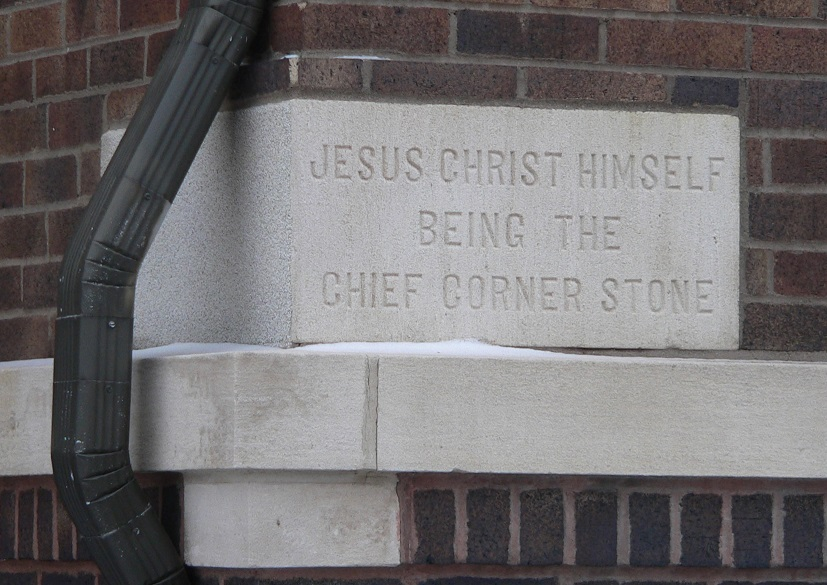 JESUS CHRIST HIMSELF
BEING THE
CHIEF CORNER STONE